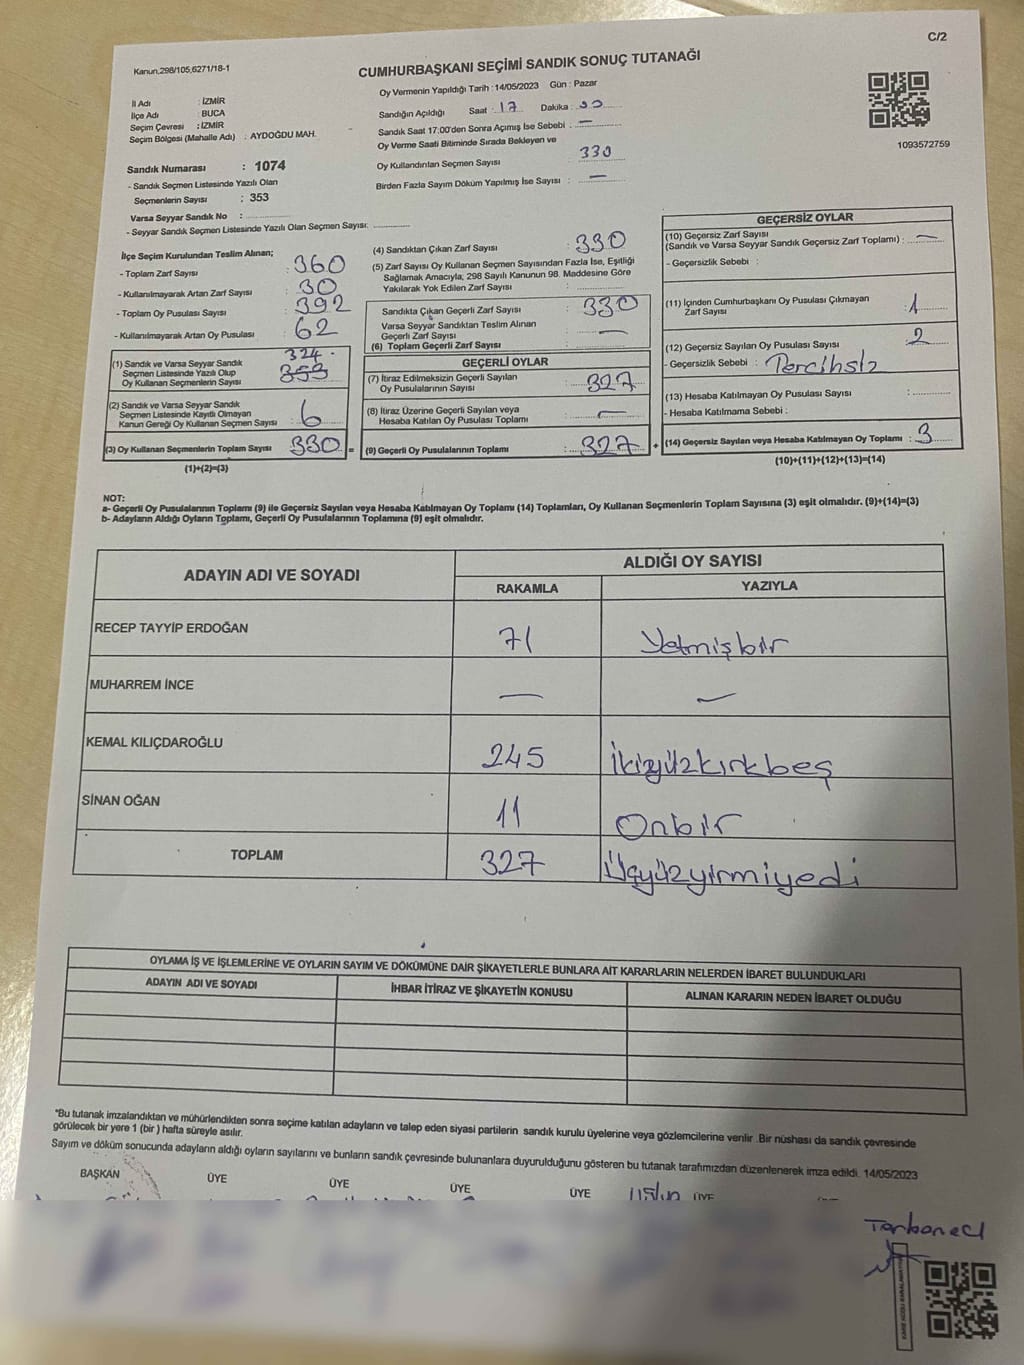 C/2
Kanun,298/105,6271/18-1
CUMHURBAŞKANI SEÇİMİ SANDIK SONUÇ TUTANAĞI
Oy Vermenin Yapıldığı Tarih : 14/05/2023 Gün : Pazar
İl Adı : İZMİR
İlçe Adı : BUCA
Seçim Çevresi : İZMİR
Seçim Bölgesi (Mahalle Adı) : AYDOĞDU MAH.
Sandık Numarası : 1074
- Sandık Seçmen Listesinde Yazılı Olan
Seçmenlerin Sayısı : 353
Varsa Seyyar Sandık No :
- Seyyar Sandık Seçmen Listesinde Yazılı Olan Seçmen Sayısı:
Sandığın Açıldığı Saat : 17 Dakika :
Sandık Saat 17:00'den Sonra Açımış İse Sebebi : —
Oy Verme Saati Bitiminde Sırada Bekleyen ve
Oy Kullandırılan Seçmen Sayısı 330
Birden Fazla Sayım Döküm Yapılmış İse Sayısı : —
1093572759
İlçe Seçim Kurulundan Teslim Alınan;
- Toplam Zarf Sayısı : 360
- Kullanılmayarak Artan Zarf Sayısı : 30
- Toplam Oy Pusulası Sayısı : 392
- Kullanılmayarak Artan Oy Pusulası : 62
324
(1) Sandık ve Varsa Seyyar Sandık
Seçmen Listesinde Yazılı Olup
Oy Kullanan Seçmenlerin Sayısı : 353
(2) Sandık ve Varsa Seyyar Sandık
Seçmen Listesinde Kayıtlı Olmayan
Kanun Gereği Oy Kullanan Seçmen Sayısı : 6
(3) Oy Kullanan Seçmenlerin Toplam Sayısı 330 =
(1)+(2)=(3)
(4) Sandıktan Çıkan Zarf Sayısı : 330
(5) Zarf Sayısı Oy Kullanan Seçmen Sayısından Fazla İse, Eşitliği
Sağlamak Amacıyla, 298 Sayılı Kanunun 98. Maddesine Göre
Yakılarak Yok Edilen Zarf Sayısı :
Sandıkta Çıkan Geçerli Zarf Sayısı : 330
Varsa Seyyar Sandıktan Teslim Alınan
Geçerli Zarf Sayısı : —
(6) Toplam Geçerli Zarf Sayısı
GEÇERLİ OYLAR
(7) İtiraz Edilmeksizin Geçerli Sayılan
Oy Pusulalarının Sayısı : 327
(8) İtiraz Üzerine Geçerli Sayılan veya
Hesaba Katılan Oy Pusulası Toplamı : —
(9) Geçerli Oy Pusulalarının Toplamı : 327 +
GEÇERSİZ OYLAR
(10) Geçersiz Zarf Sayısı
(Sandık ve Varsa Seyyar Sandık Geçersiz Zarf Toplamı) : —
- Geçersizlik Sebebi :
(11) İçinden Cumhurbaşkanı Oy Pusulası Çıkmayan
Zarf Sayısı : 1
(12) Geçersiz Sayılan Oy Pusulası Sayısı : 2
- Geçersizlik Sebebi : Tercihsiz
(13) Hesaba Katılmayan Oy Pusulası Sayısı :
- Hesaba Katılmama Sebebi :
(14) Geçersiz Sayılan veya Hesaba Katılmayan Oy Toplamı : 3
(10)+(11)+(12)+(13)=(14)
NOT:
a- Geçerli Oy Pusulalarının Toplamı (9) ile Geçersiz Sayılan veya Hesaba Katılmayan Oy Toplamı (14) Toplamları, Oy Kullanan Seçmenlerin Toplam Sayısına (3) eşit olmalıdır. (9)+(14)=(3)
b- Adayların Aldığı Oyların Toplamı, Geçerli Oy Pusulalarının Toplamına (9) eşit olmalıdır.
ADAYIN ADI VE SOYADI
ALDIĞI OY SAYISI
RAKAMLA YAZIYLA
RECEP TAYYİP ERDOĞAN 71 Yetmişbir
MUHARREM İNCE — —
KEMAL KILIÇDAROĞLU 245 İkiyüzkırkbeş
SİNAN OĞAN 11 Onbir
TOPLAM 327 Üçyüzyirmiyedi
OYLAMA İŞ VE İŞLEMLERİNE VE OYLARIN SAYIM VE DÖKÜMÜNE DAİR ŞİKAYETLERLE BUNLARA AİT KARARLARIN NELERDEN İBARET BULUNDUKLARI
ADAYIN ADI VE SOYADI İHBAR İTİRAZ VE ŞİKAYETİN KONUSU ALINAN KARARIN NEDEN İBARET OLDUĞU
*Bu tutanak imzalandıktan ve mühürlendikten sonra seçime katılan adayların ve talep eden siyasi partilerin sandık kurulu üyelerine veya gözlemcilerine verilir .Bir nüshası da sandık çevresinde
görülecek bir yere 1 (bir ) hafta süreyle asılır.
Sayım ve döküm sonucunda adayların aldığı oyların sayılarını ve bunların sandık çevresinde bulunanlara duyurulduğunu gösteren bu tutanak tarafımızdan düzenlenerek imza edildi. 14/05/2023
BAŞKAN ÜYE ÜYE ÜYE ÜYE ÜYE